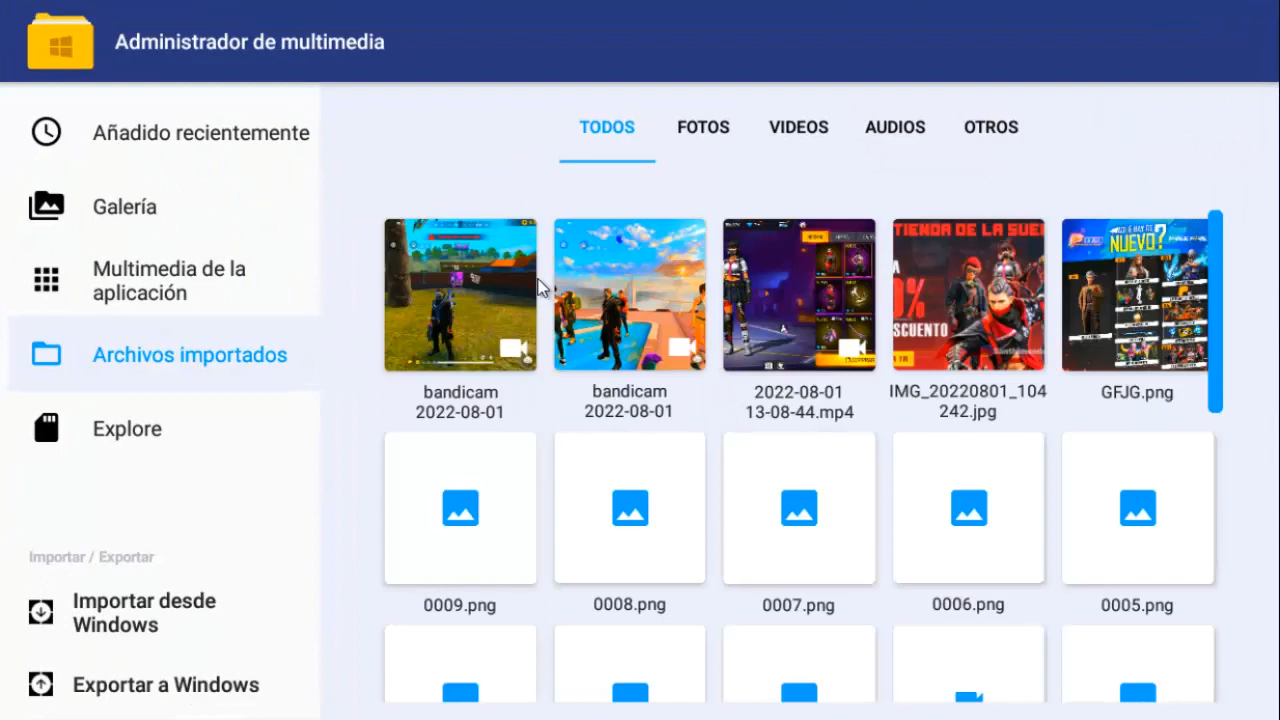 Administrador de multimedia
Añadido recientemente
Galería
Multimedia de la
aplicación
Archivos importados
Explore
Importar / Exportar
Importar desde
Windows
Exportar a Windows
TODOS
FOTOS
VIDEOS
AUDIOS
OTROS
TIENDA DE LA SUE
SCUENTO
NUEVO?
bandicam
2022-08-01
bandicam
2022-08-01
2022-08-01
13-08-44.mp4
IMG_20220801_104
242.jpg
GFJG.png
0009.png
0008.png
0007.png
0006.png
0005.png